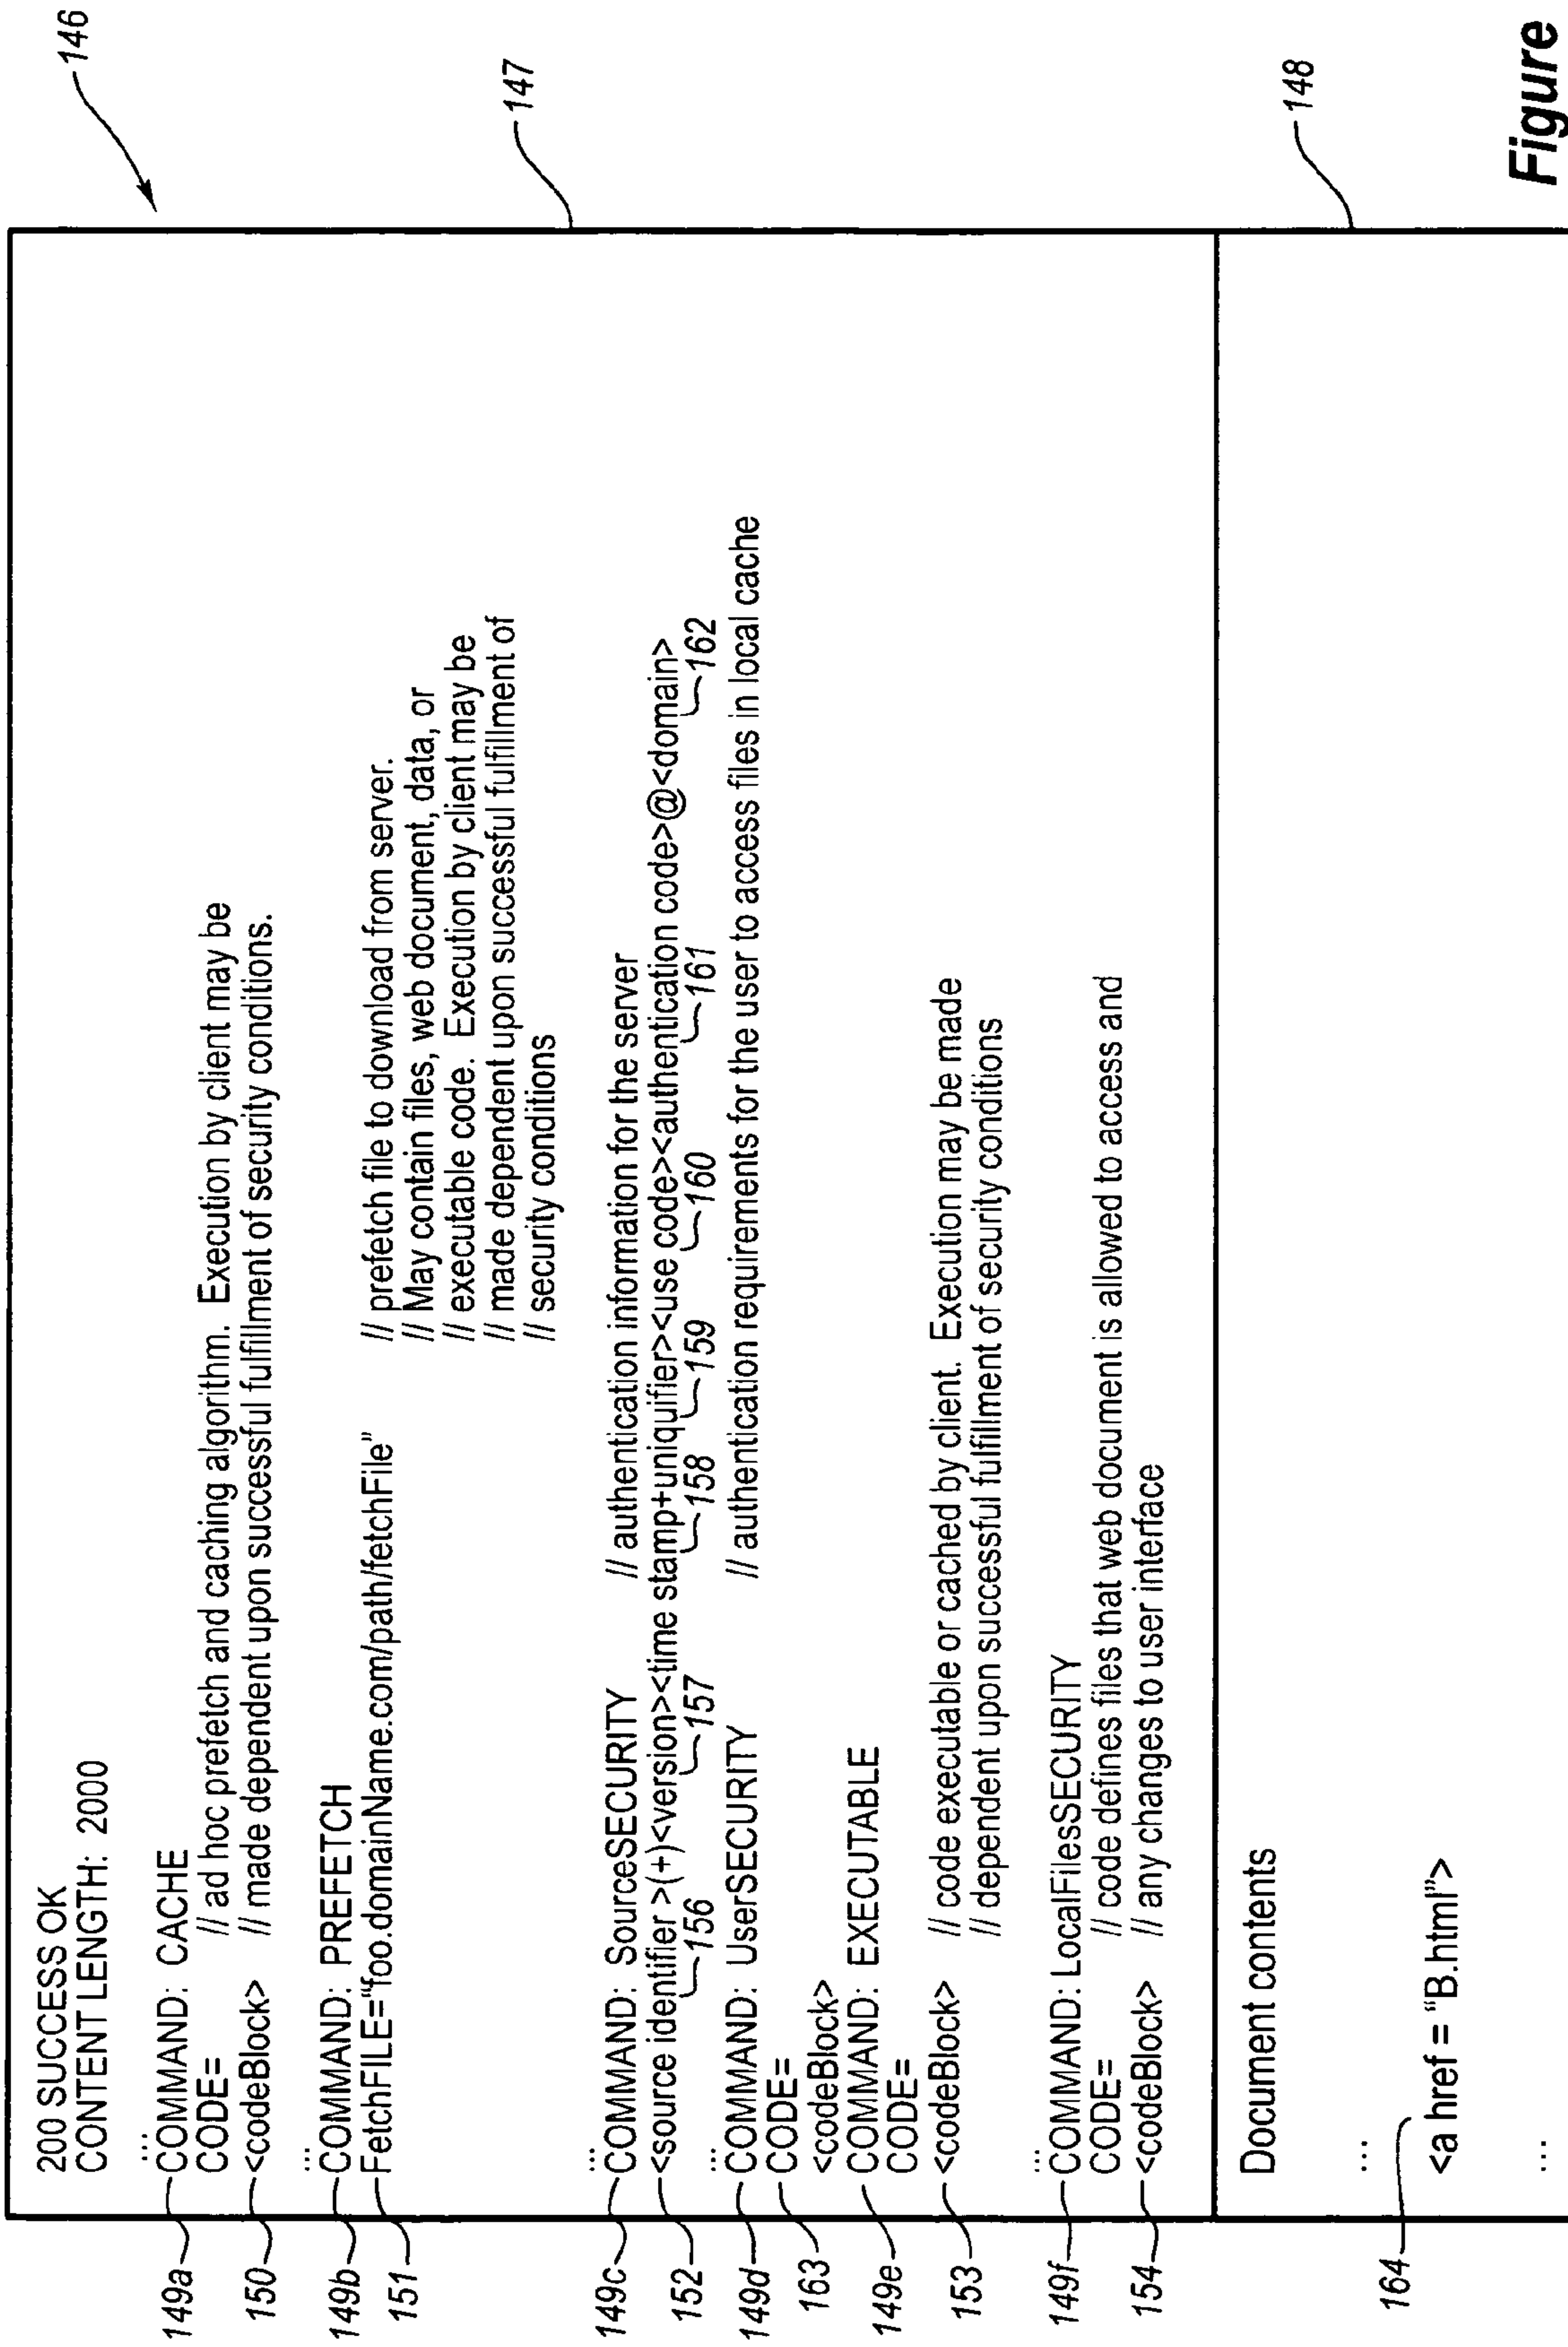 146
200 SUCCESS OK
CONTENT LENGTH: 2000
...
149a COMMAND: CACHE
CODE= // ad hoc prefetch and caching algorithm. Execution by client may be
150 <codeBlock> // made dependent upon successful fulfillment of security conditions.
...
149b COMMAND: PREFETCH
151 FetchFILE="foo.domainName.com/path/fetchFile" // prefetch file to download from server.
// May contain files, web document, data, or
// executable code. Execution by client may be
// made dependent upon successful fulfillment of
// security conditions
147
...
149c COMMAND: SourceSECURITY // authentication information for the server
152 <source identifier >(+)<version><time stamp+uniquifier><use code><authentication code>@<domain>
156 157 158 159 160 161 162
...
149d COMMAND: UserSECURITY // authentication requirements for the user to access files in local cache
CODE=
163 <codeBlock>
149e COMMAND: EXECUTABLE
CODE=
153 <codeBlock> // code executable or cached by client. Execution may be made
// dependent upon successful fulfillment of security conditions
...
149f COMMAND: LocalFilesSECURITY
CODE= // code defines files that web document is allowed to access and
154 <codeBlock> // any changes to user interface
Document contents
148
...
164 <a href = "B.html">
...
Figure